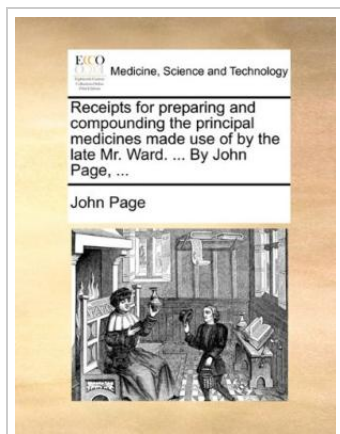 ECCO
Medicine, Science and Technology
Receipts for preparing and
compounding the principal
medicines made use of by the
late Mr. Ward. ... By John
Page, ...
John Page